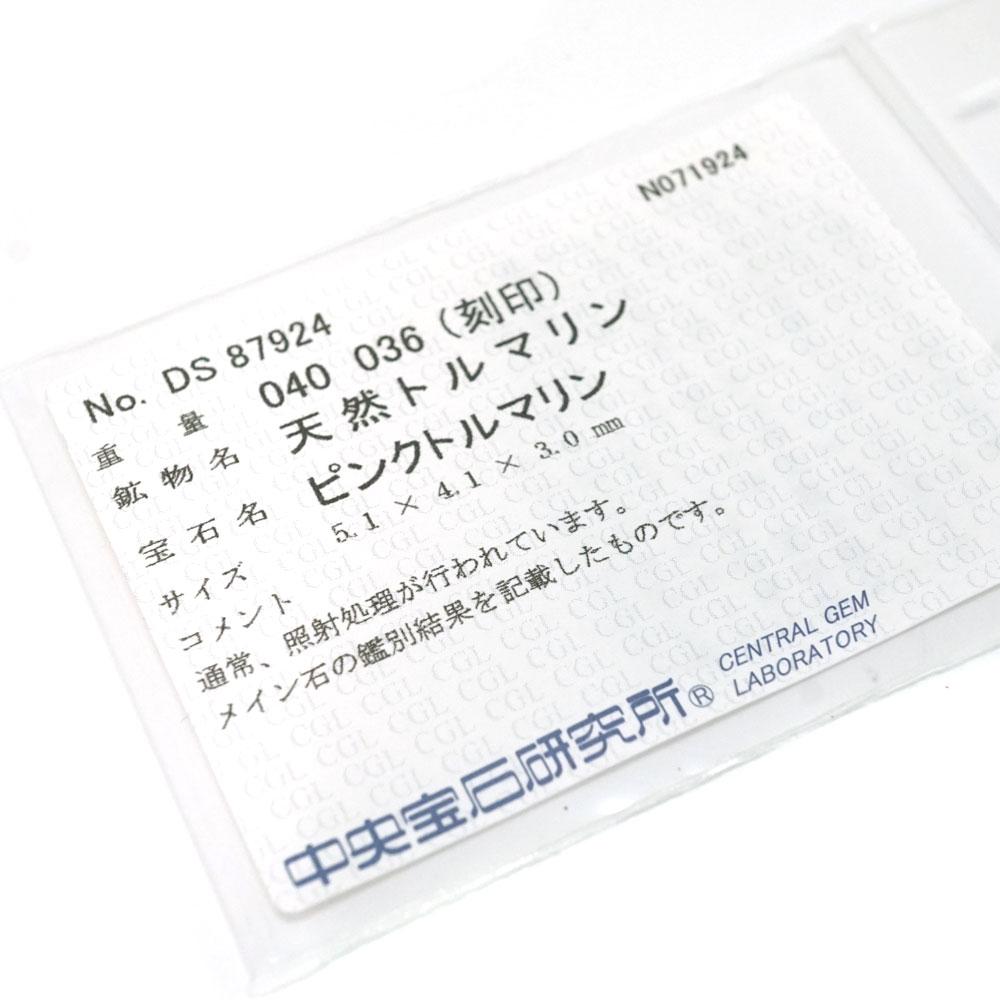 N071924
No. DS 87924
重量 040 036 (刻印)
鉱物名 天然トルマリン
宝石名 ピンクトルマリン
サイズ 5.1 × 4.1 × 3.0 mm
コメント
通常、照射処理が行われています。
メイン石の鑑別結果を記載したものです。
中央宝石研究所® CENTRAL GEM
LABORATORY